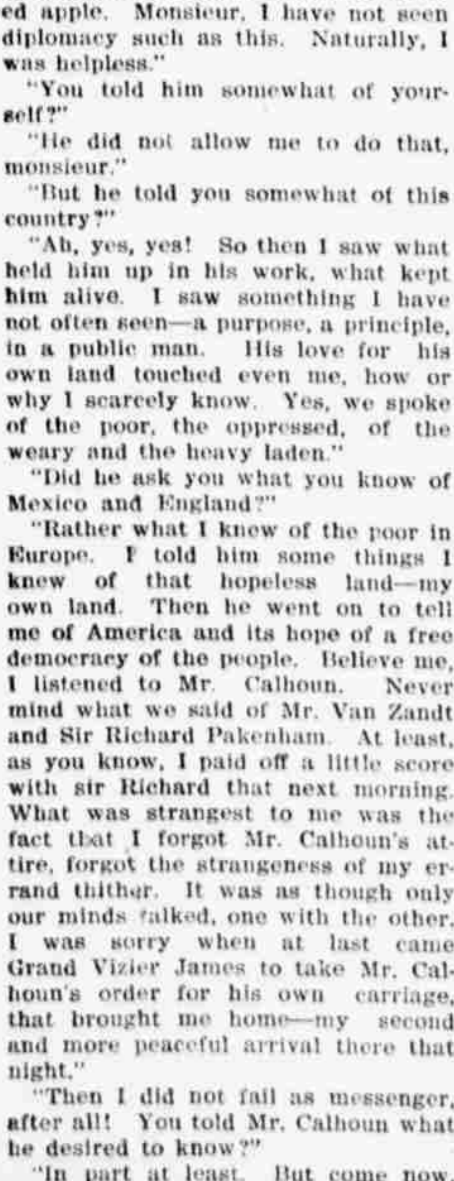 ed apple. Monsieur, I have not seen
diplomacy such as this. Naturally, I
was helpless."
"You told him somewhat of your-
self?"
"He did not allow me to do that,
monsieur."
"But he told you somewhat of this
country?"
"Ah, yes, yes! So then I saw what
held him up in his work, what kept
him alive. I saw something I have
not often seen—a purpose, a principle,
in a public man. His love for his
own land touched even me, how or
why I scarcely know. Yes, we spoke
of the poor, the oppressed, of the
weary and the heavy laden."
"Did he ask you what you know of
Mexico and England?"
"Rather what I knew of the poor in
Europe. I told him some things I
knew of that hopeless land—my
own land. Then he went on to tell
me of America and its hope of a free
democracy of the people. Believe me,
I listened to Mr. Calhoun. Never
mind what we said of Mr. Van Zandt
and Sir Richard Pakenham. At least,
as you know, I paid off a little score
with sir Richard that next morning.
What was strangest to me was the
fact that I forgot Mr. Calhoun's at-
tire, forgot the strangeness of my er-
rand thither. It was as though only
our minds talked, one with the other.
I was sorry when at last came
Grand Vizier James to take Mr. Cal-
houn's order for his own carriage,
that brought me home—my second
and more peaceful arrival there that
night."
"Then I did not fail as messenger,
after all! You told Mr. Calhoun what
he desired to know?"
"In part at least. But come now,